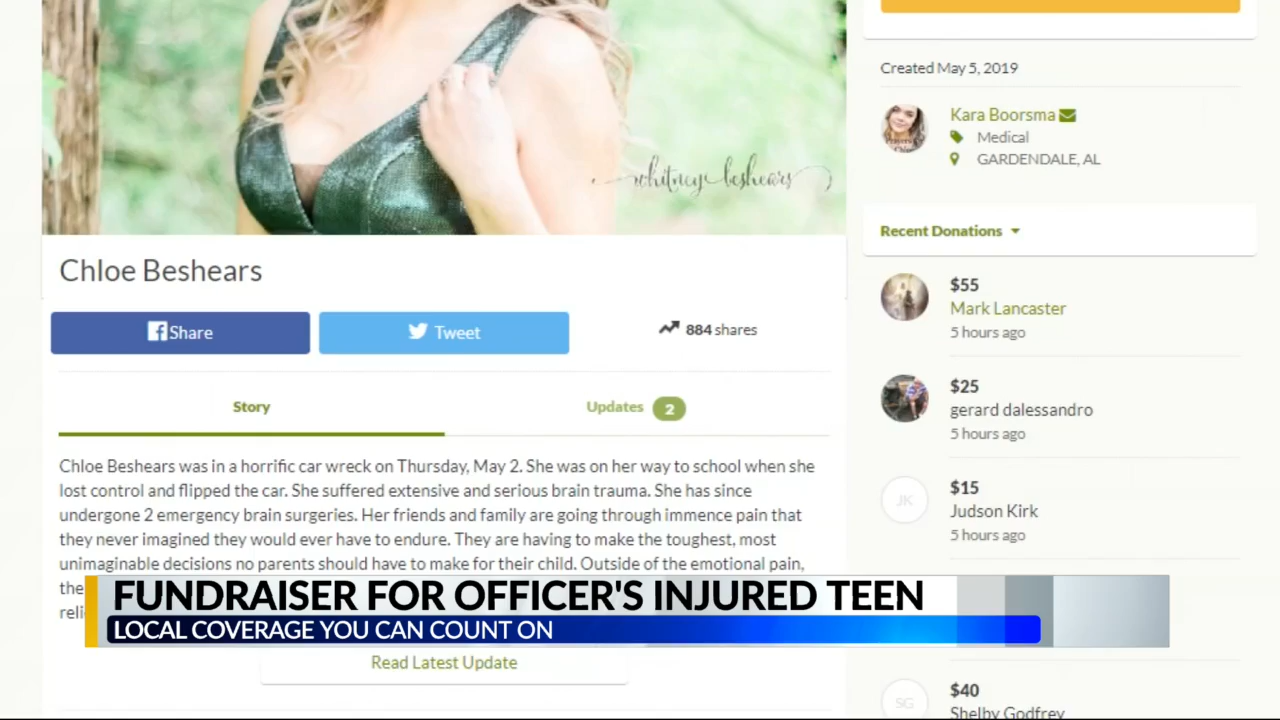 whitney beshears
Chloe Beshears
Share
Tweet
884 shares
Story
Updates 2
Chloe Beshears was in a horrific car wreck on Thursday, May 2. She was on her way to school when she
lost control and flipped the car. She suffered extensive and serious brain trauma. She has since
undergone 2 emergency brain surgeries. Her friends and family are going through immence pain that
they never imagined they would ever have to endure. They are having to make the toughest, most
unimaginable decisions no parents should have to make for their child. Outside of the emotional pain,
Read Latest Update
Created May 5, 2019
Kara Boorsma
Medical
GARDENDALE, AL
Recent Donations
$55
Mark Lancaster
5 hours ago
$25
gerard dalessandro
5 hours ago
JK
$15
Judson Kirk
5 hours ago
SG
$40
Shelby Godfrey
FUNDRAISER FOR OFFICER'S INJURED TEEN
LOCAL COVERAGE YOU CAN COUNT ON